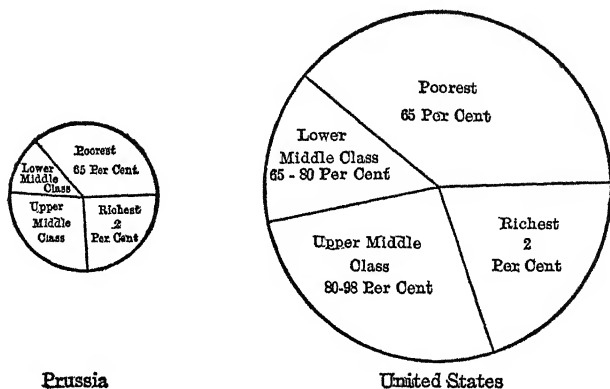 Poorest
65 Per Cent
Lower
Middle
Class
Upper
Middle
Class
Richest
2
Per Cent
Prussia
Poorest
65 Per Cent
Lower
Middle Class
65 - 80 Per Cent
Upper Middle
Class
80-98 Per Cent
Richest
2
Per Cent
United States